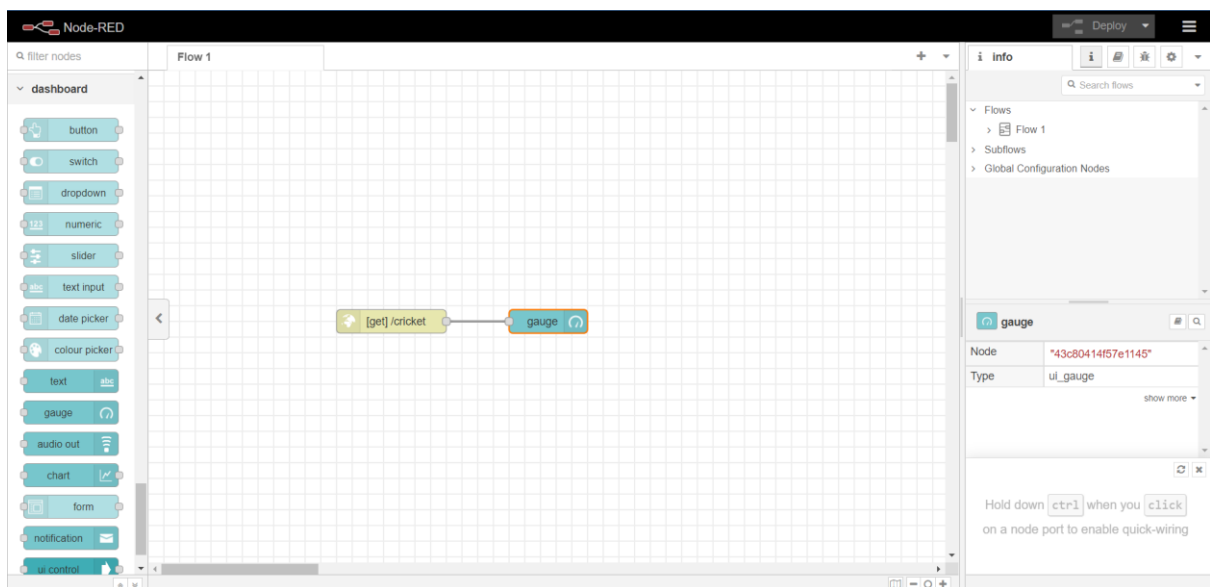 Node-RED
Deploy
filter nodes
Flow 1
i info
i
Search flows
dashboard
button
switch
dropdown
123 numeric
slider
abc text input
date picker
colour picker
text abc
gauge
audio out
chart
form
notification
ui control
[get] /cricket
gauge
Flows
Flow 1
Subflows
Global Configuration Nodes
gauge
Node "43c80414f57e1145"
Type ui_gauge
show more
Hold down ctrl when you click
on a node port to enable quick-wiring